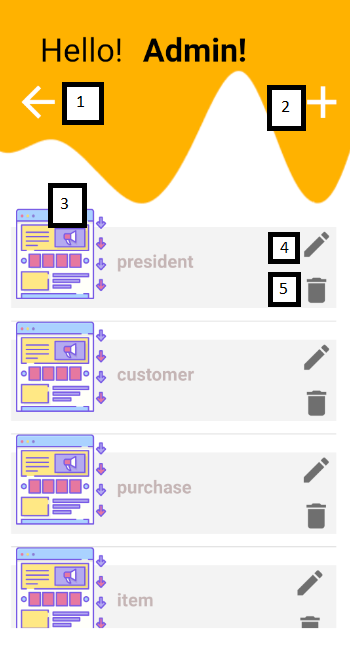 Hello! Admin!
1
2
3
president
4
5
customer
purchase
item